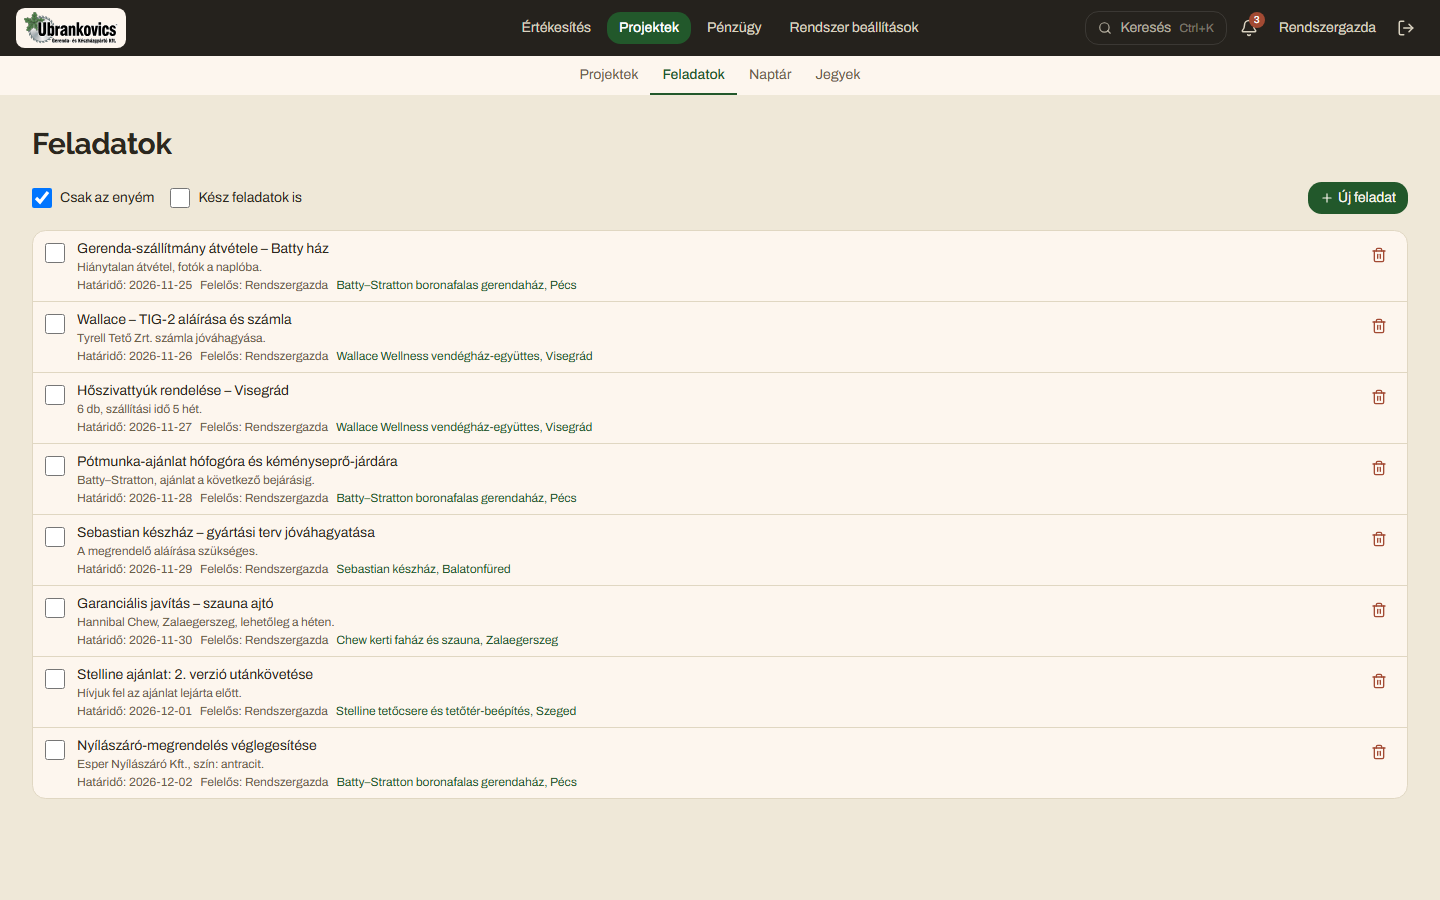 Ubrankovics
Gerenda- és Készházgyártó Kft.
Értékesítés
Projektek
Pénzügy
Rendszer beállítások
Keresés Ctrl+K
3
Rendszergazda
Projektek
Feladatok
Naptár
Jegyek
Feladatok
Csak az enyém
Kész feladatok is
+ Új feladat
Gerenda-szállítmány átvétele – Batty ház
Hiánytalan átvétel, fotók a naplóba.
Határidő: 2026-11-25 Felelős: Rendszergazda Batty–Stratton boronafalas gerendaház, Pécs
Wallace – TIG-2 aláírása és számla
Tyrell Tető Zrt. számla jóváhagyása.
Határidő: 2026-11-26 Felelős: Rendszergazda Wallace Wellness vendégház-együttes, Visegrád
Hőszivattyúk rendelése – Visegrád
6 db, szállítási idő 5 hét.
Határidő: 2026-11-27 Felelős: Rendszergazda Wallace Wellness vendégház-együttes, Visegrád
Pótmunka-ajánlat hófogóra és kéményseprő-járdára
Batty–Stratton, ajánlat a következő bejárásig.
Határidő: 2026-11-28 Felelős: Rendszergazda Batty–Stratton boronafalas gerendaház, Pécs
Sebastian készház – gyártási terv jóváhagyatása
A megrendelő aláírása szükséges.
Határidő: 2026-11-29 Felelős: Rendszergazda Sebastian készház, Balatonfüred
Garanciális javítás – szauna ajtó
Hannibal Chew, Zalaegerszeg, lehetőleg a héten.
Határidő: 2026-11-30 Felelős: Rendszergazda Chew kerti faház és szauna, Zalaegerszeg
Stelline ajánlat: 2. verzió utánkövetése
Hívjuk fel az ajánlat lejárta előtt.
Határidő: 2026-12-01 Felelős: Rendszergazda Stelline tetőcsere és tetőtér-beépítés, Szeged
Nyílászáró-megrendelés véglegesítése
Esper Nyílászáró Kft., szín: antracit.
Határidő: 2026-12-02 Felelős: Rendszergazda Batty–Stratton boronafalas gerendaház, Pécs